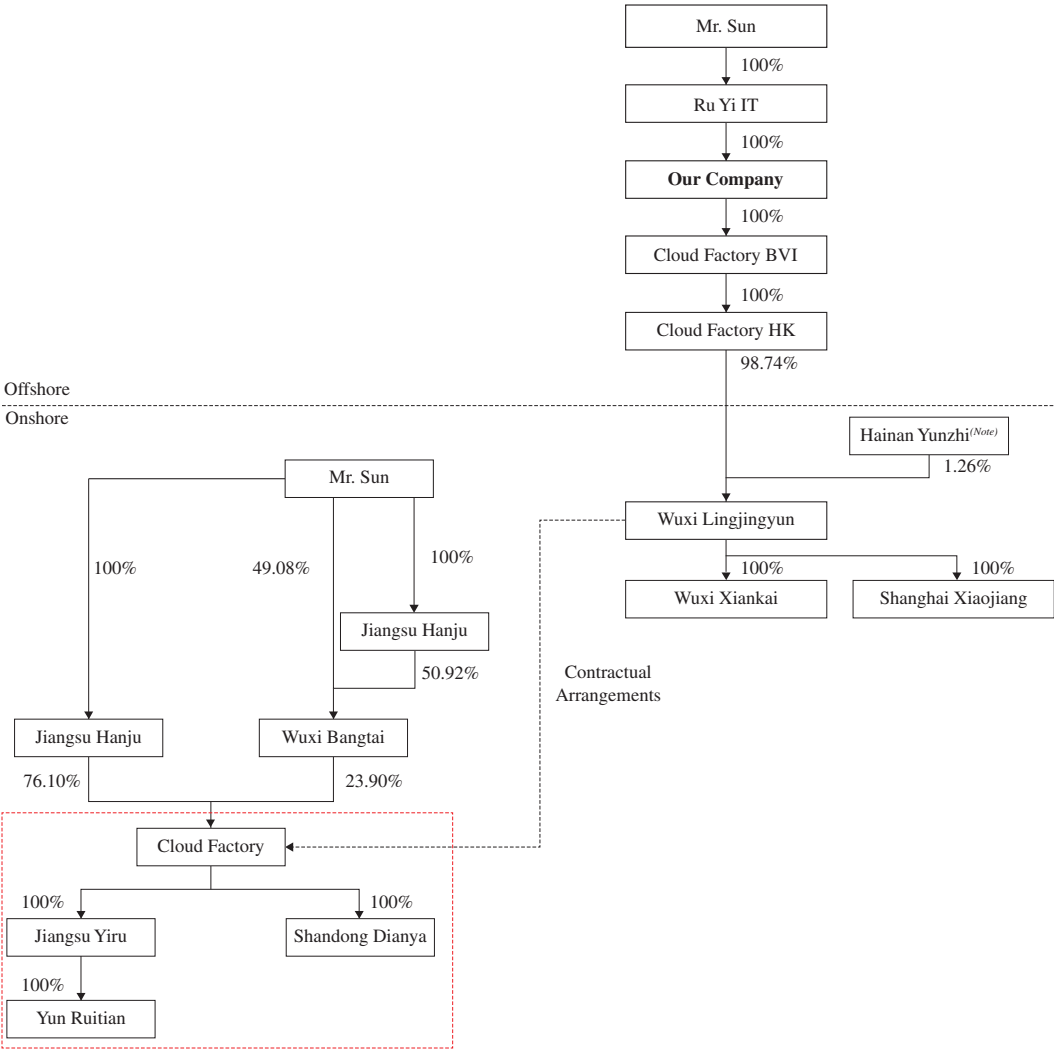 Mr. Sun
100%
Ru Yi IT
100%
Our Company
100%
Cloud Factory BVI
100%
Cloud Factory HK
98.74%
Offshore
Onshore
Hainan Yunzhi(Note)
1.26%
Mr. Sun
Wuxi Lingjingyun
100%
49.08%
100%
100%
100%
Wuxi Xiankai
Shanghai Xiaojiang
Jiangsu Hanju
50.92%
Contractual
Arrangements
Jiangsu Hanju
Wuxi Bangtai
76.10%
23.90%
Cloud Factory
100%
100%
Jiangsu Yiru
Shandong Dianya
100%
Yun Ruitian